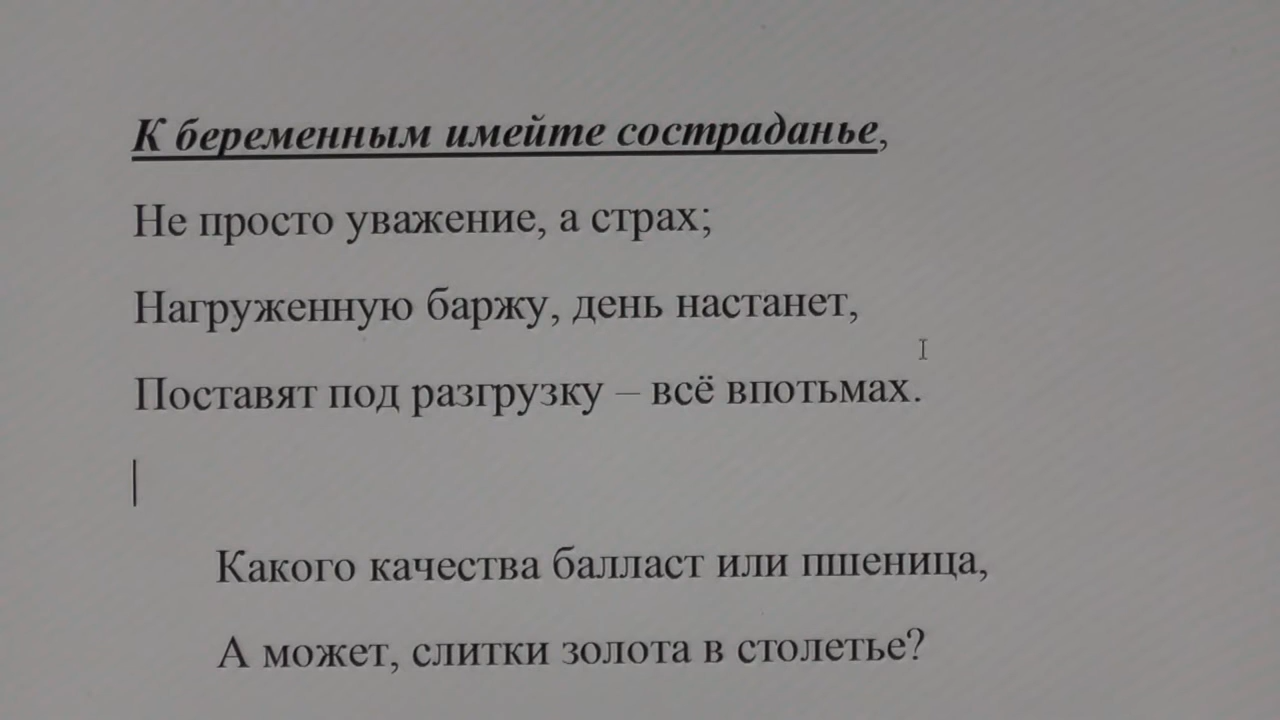 К беременным имейте состраданье,
Не просто уважение, а страх;
Нагруженную баржу, день настанет,
Поставят под разгрузку – всё впотьмах.
Какого качества балласт или пшеница,
А может, слитки золота в столетье?